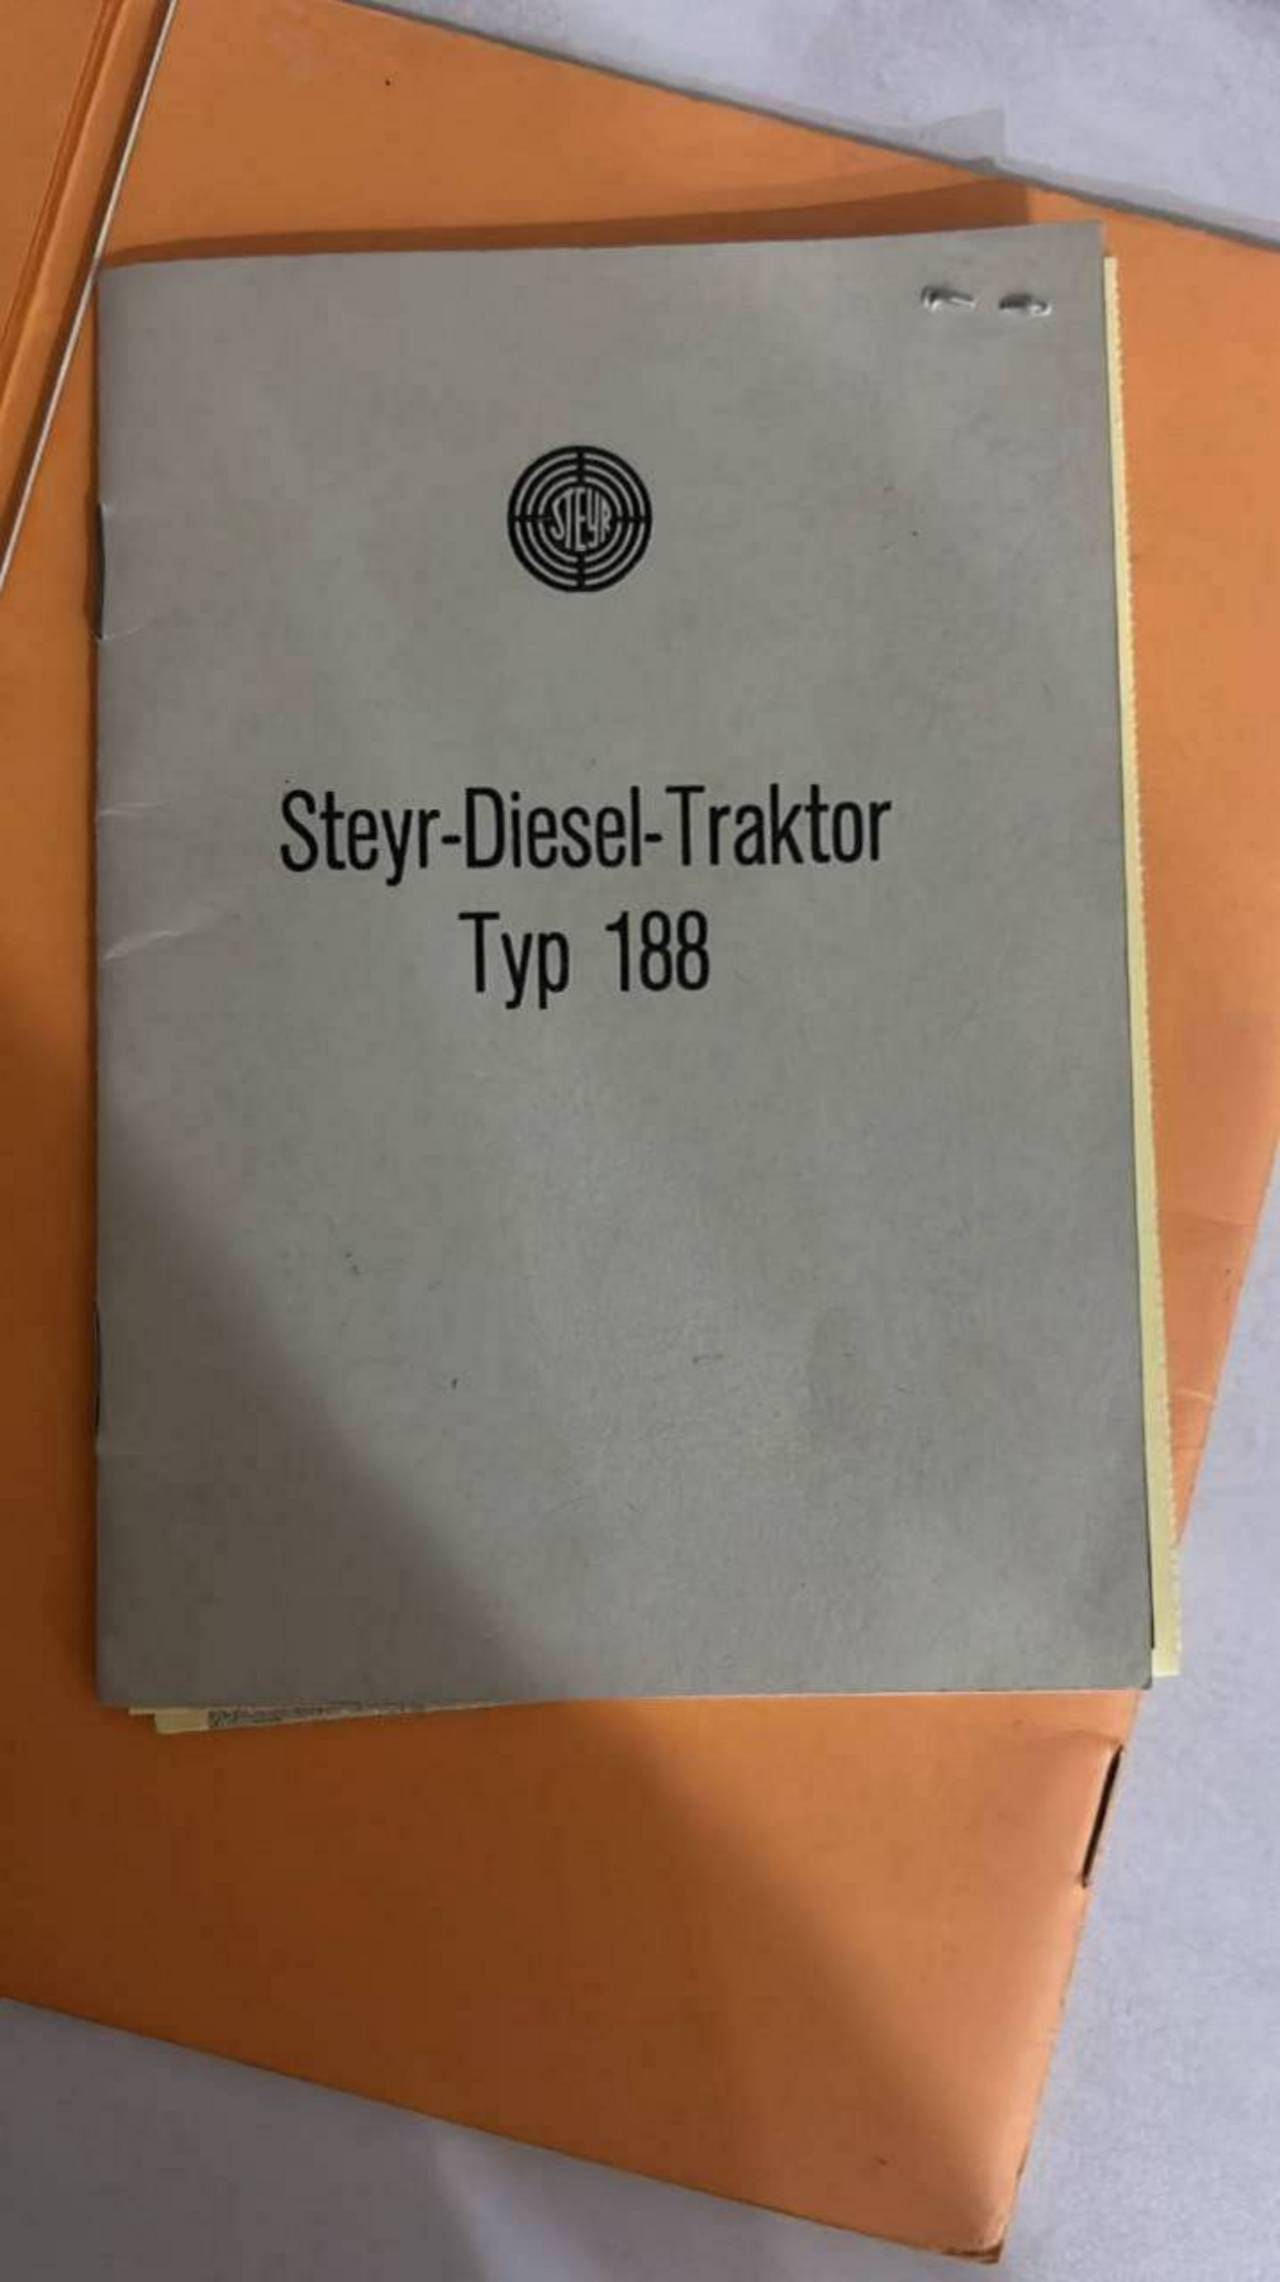 STEYR
Steyr-Diesel-Traktor
Typ 188